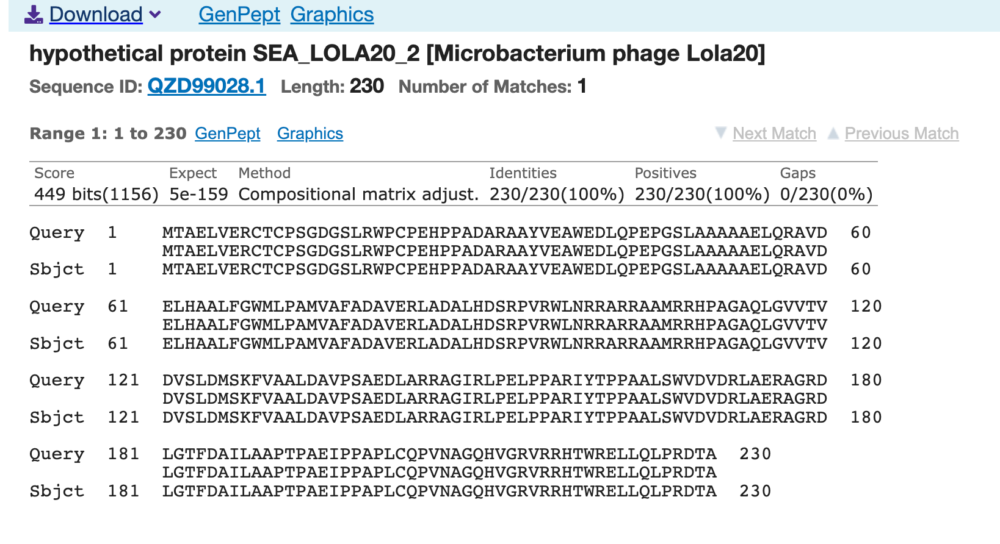 Download GenPept Graphics
hypothetical protein SEA_LOLA20_2 [Microbacterium phage Lola20]
Sequence ID: QZD99028.1 Length: 230 Number of Matches: 1
Range 1: 1 to 230 GenPept Graphics Next Match Previous Match
Score Expect Method Identities Positives Gaps
449 bits(1156) 5e-159 Compositional matrix adjust. 230/230(100%) 230/230(100%) 0/230(0%)
Query 1 MTAELVERCTCPSGDGSLRWPCPEHPPADARAAYVEAWEDLQPEPGSLAAAAAELQRAVD 60
MTAELVERCTCPSGDGSLRWPCPEHPPADARAAYVEAWEDLQPEPGSLAAAAAELQRAVD
Sbjct 1 MTAELVERCTCPSGDGSLRWPCPEHPPADARAAYVEAWEDLQPEPGSLAAAAAELQRAVD 60
Query 61 ELHAALFGWMLPAMVAFADAVERLADALHDSRPVRWLNRRARRAAMRRHPAGAQLGVVTV 120
ELHAALFGWMLPAMVAFADAVERLADALHDSRPVRWLNRRARRAAMRRHPAGAQLGVVTV
Sbjct 61 ELHAALFGWMLPAMVAFADAVERLADALHDSRPVRWLNRRARRAAMRRHPAGAQLGVVTV 120
Query 121 DVSLDMSKFVAALDAVPSAEDLARRAGIRLPELPPARIYTPPAALSWVDVDRLAERAGRD 180
DVSLDMSKFVAALDAVPSAEDLARRAGIRLPELPPARIYTPPAALSWVDVDRLAERAGRD
Sbjct 121 DVSLDMSKFVAALDAVPSAEDLARRAGIRLPELPPARIYTPPAALSWVDVDRLAERAGRD 180
Query 181 LGTFDAILAAPTPAEIPPAPLCQPVNAGQHVGRVRRHTWRELLQLPRDTA 230
LGTFDAILAAPTPAEIPPAPLCQPVNAGQHVGRVRRHTWRELLQLPRDTA
Sbjct 181 LGTFDAILAAPTPAEIPPAPLCQPVNAGQHVGRVRRHTWRELLQLPRDTA 230